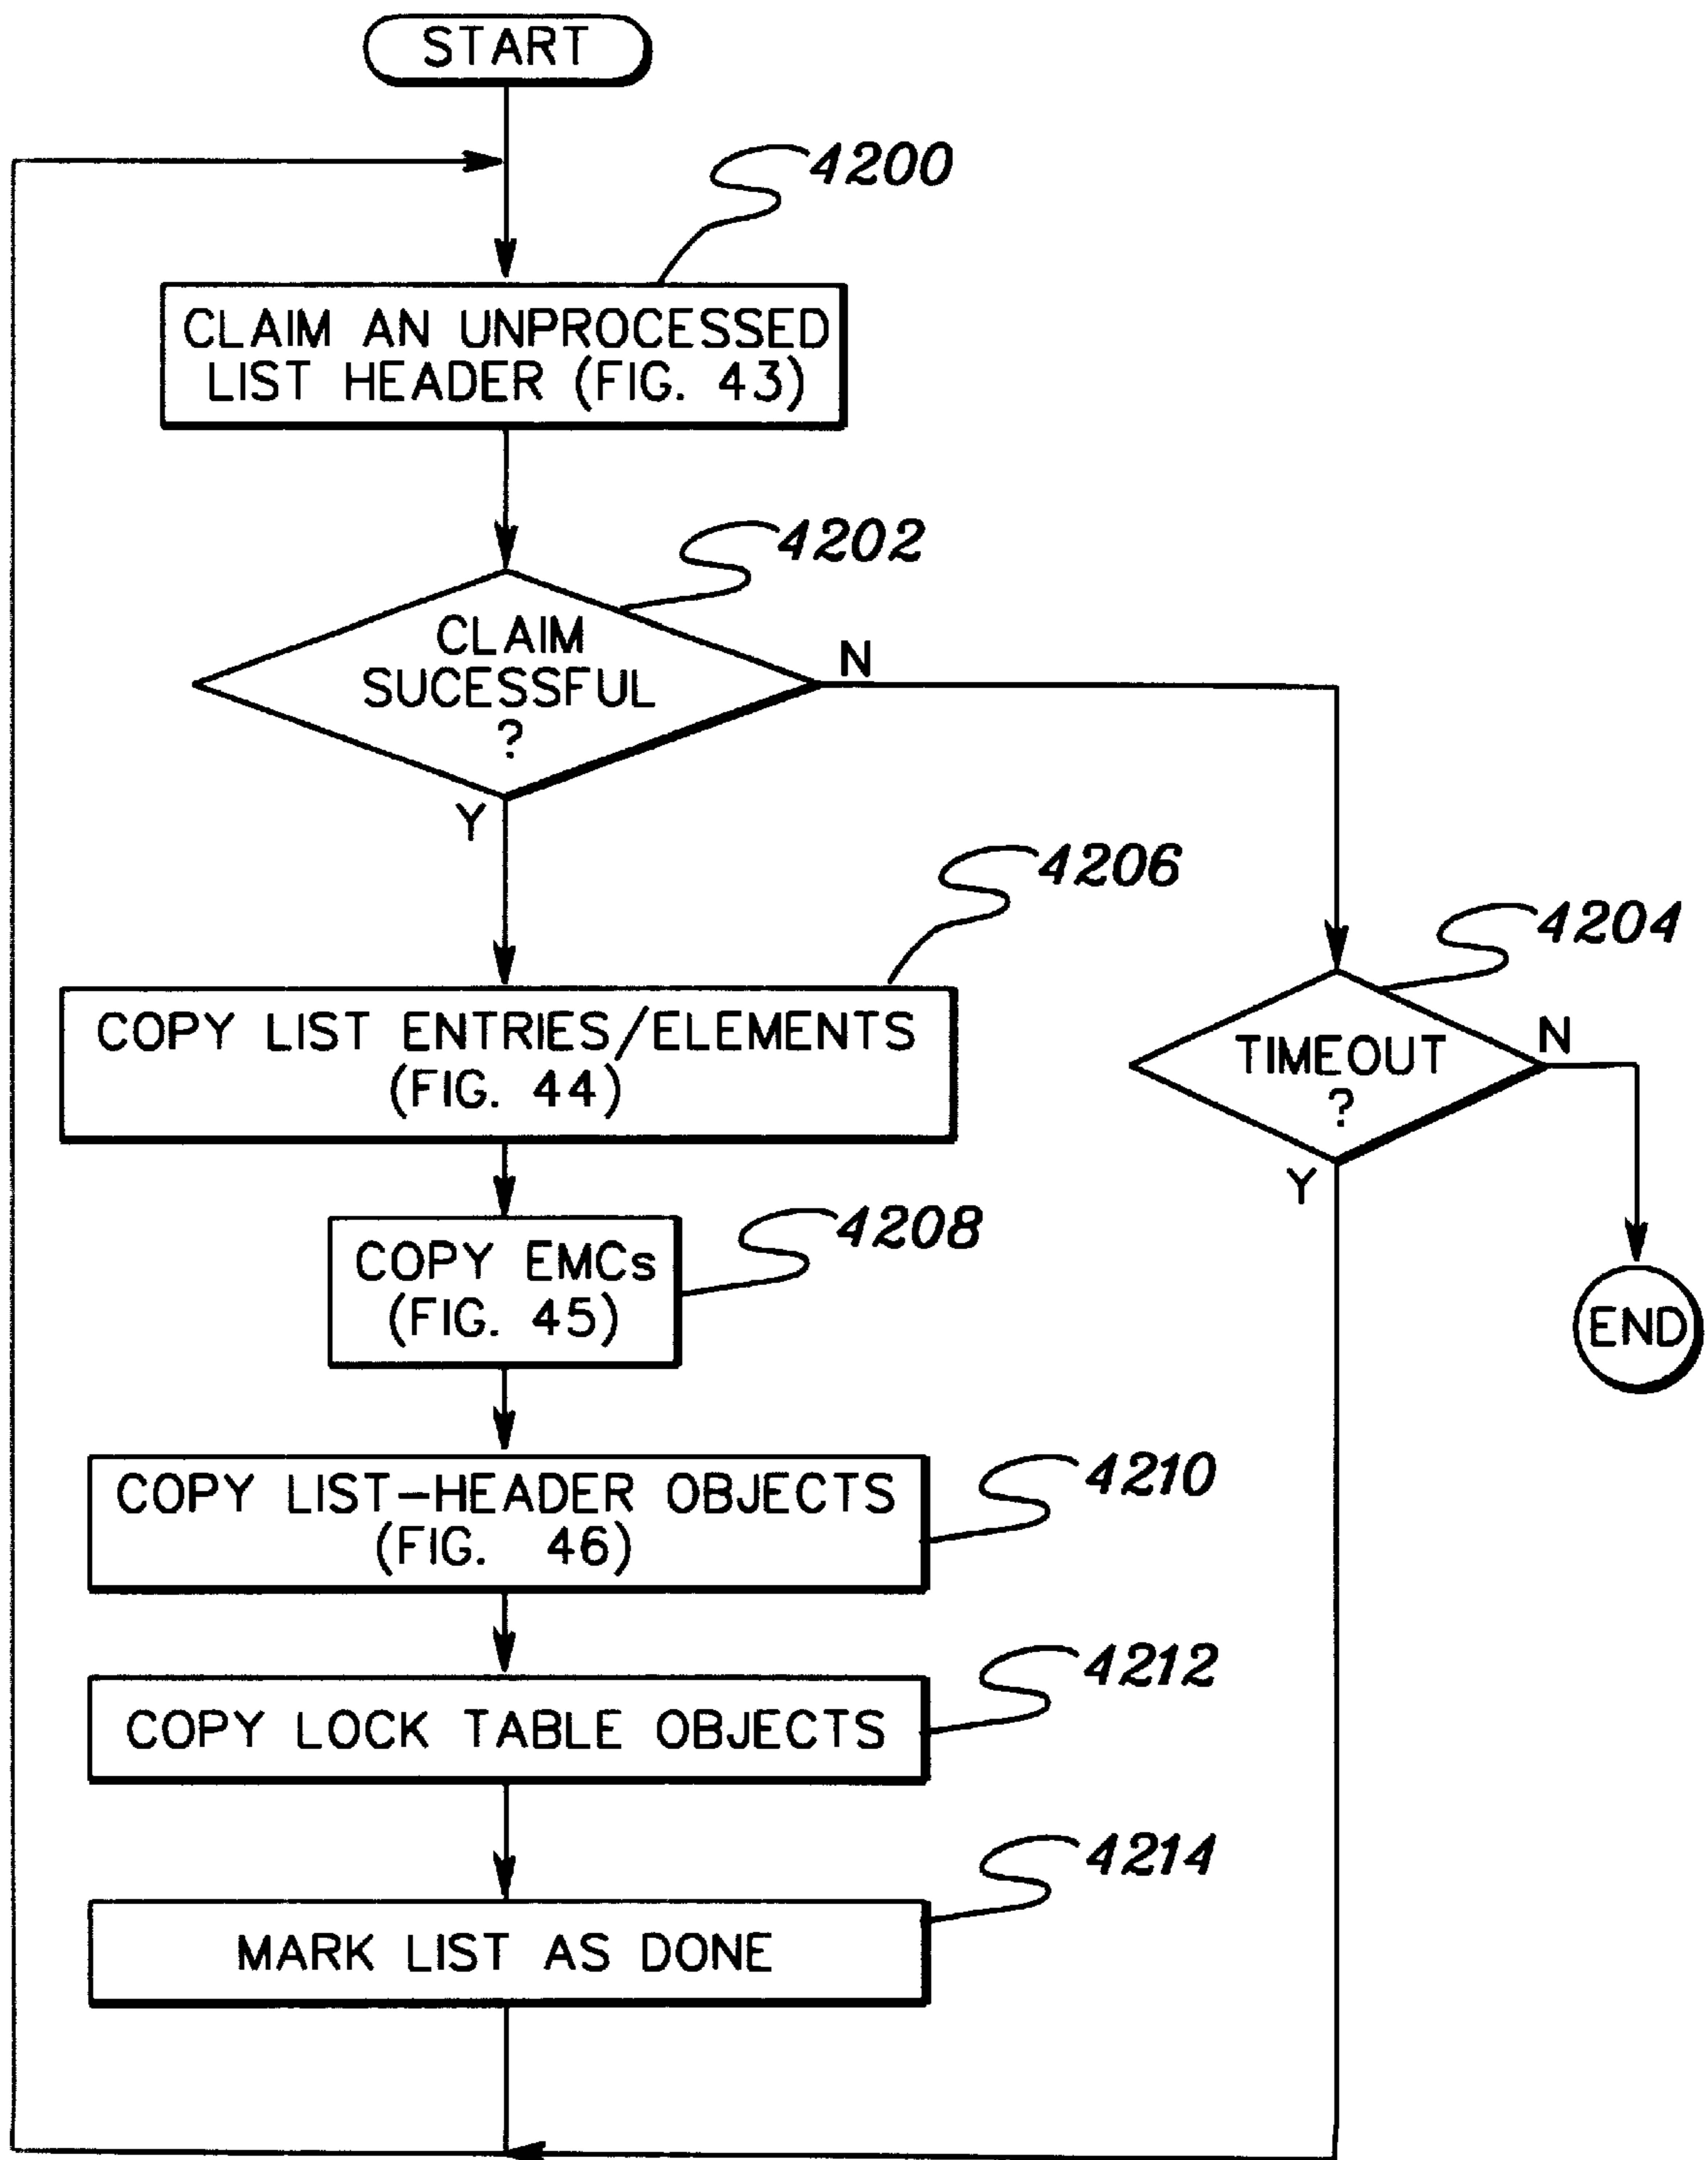 START
4200
CLAIM AN UNPROCESSED
LIST HEADER (FIG. 43)
4202
CLAIM
SUCESSFUL
?
N
Y
4206
COPY LIST ENTRIES/ELEMENTS
(FIG. 44)
4204
TIMEOUT
?
N
Y
END
4208
COPY EMCs
(FIG. 45)
4210
COPY LIST-HEADER OBJECTS
(FIG. 46)
4212
COPY LOCK TABLE OBJECTS
4214
MARK LIST AS DONE